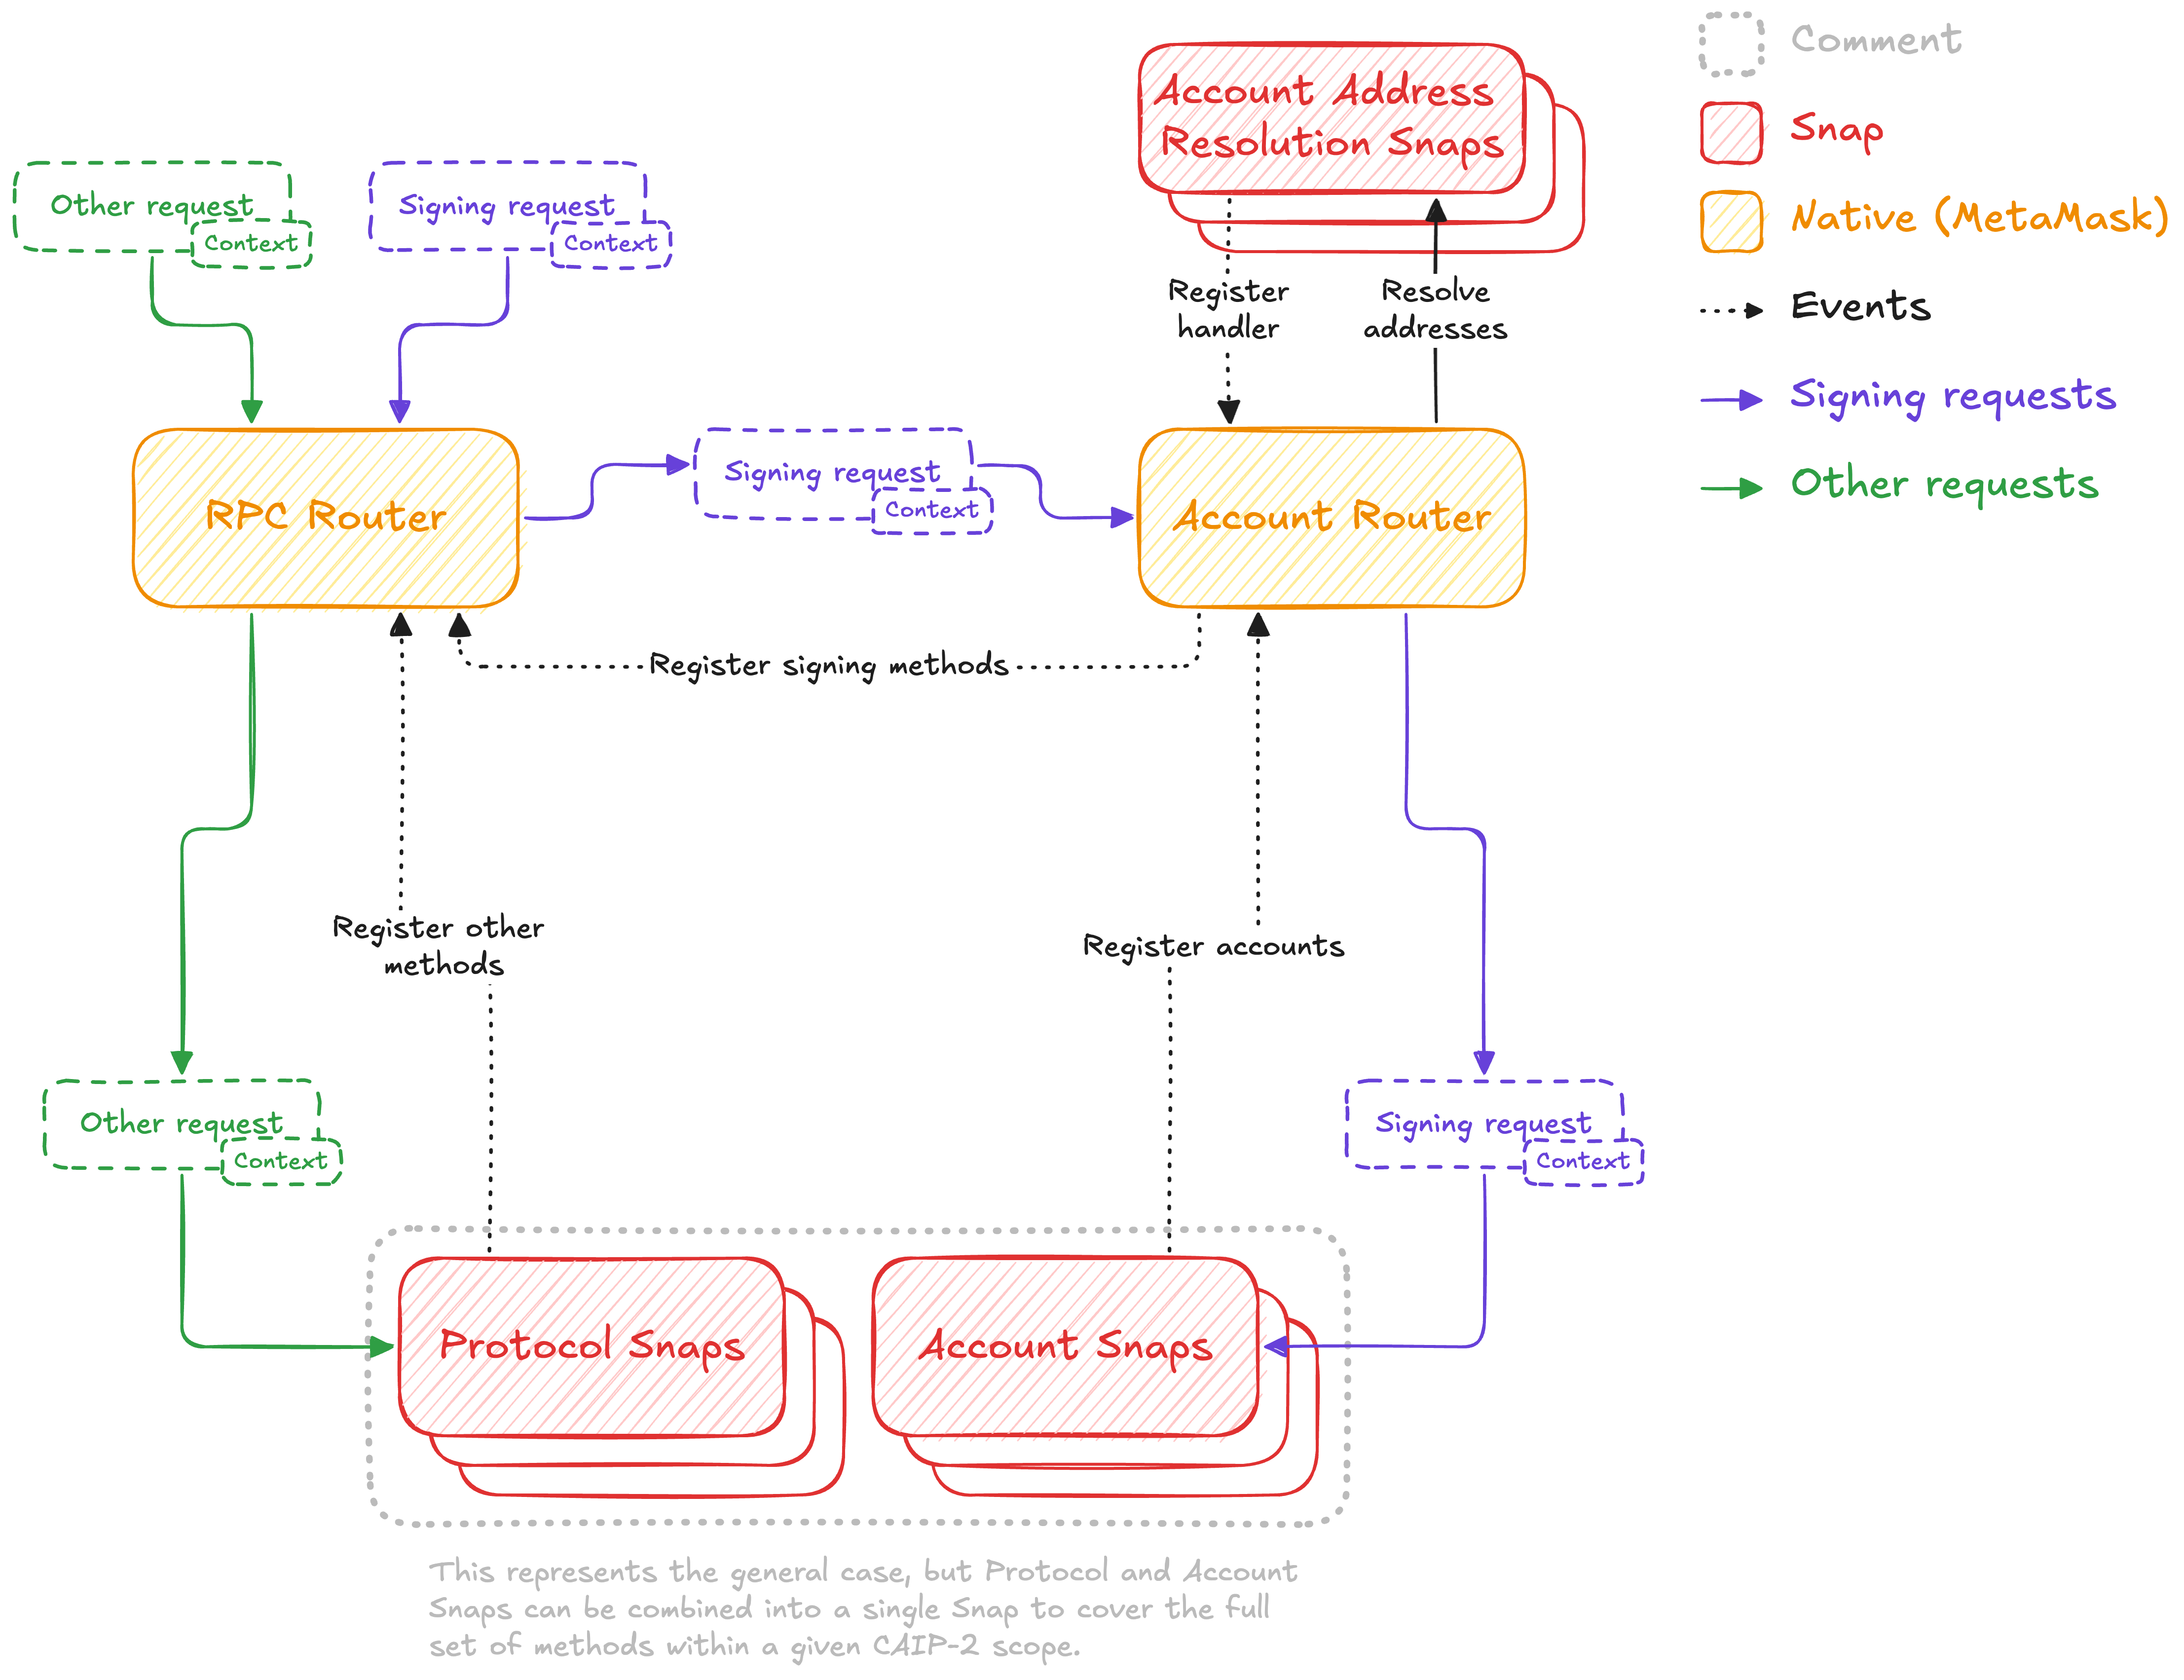 Comment
Account Address
Resolution Snaps
Snap
Other request
Context
Signing request
Context
Native (MetaMask)
Register
handler
Resolve
addresses
Events
Signing requests
Signing request
Context
Other requests
RPC Router
Account Router
Register signing methods
Register other
methods
Register accounts
Other request
Context
Signing request
Context
Protocol Snaps
Account Snaps
This represents the general case, but Protocol and Account
Snaps can be combined into a single Snap to cover the full
set of methods within a given CAIP-2 scope.